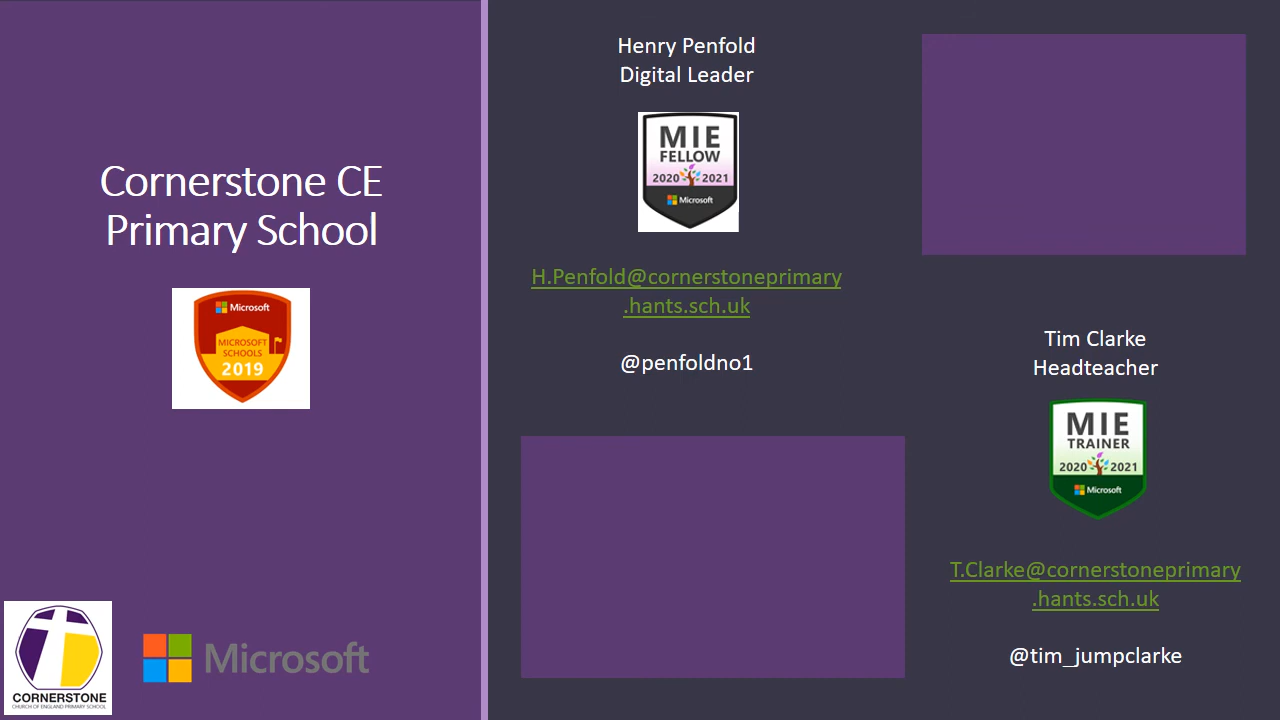 Cornerstone CE
Primary School
Microsoft
MICROSOFT
SCHOOLS
2019
CORNERSTONE
CHURCH OF ENGLAND PRIMARY SCHOOL
Microsoft
Henry Penfold
Digital Leader
MIE
FELLOW
2020 2021
Microsoft
H.Penfold@cornerstoneprimary
.hants.sch.uk
@penfoldno1
Tim Clarke
Headteacher
MIE
TRAINER
2020 2021
Microsoft
T.Clarke@cornerstoneprimary
.hants.sch.uk
@tim_jumpclarke